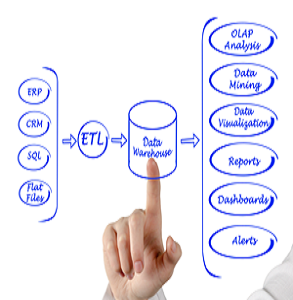 ERP
CRM
SQL
Flat
Files
ETL
Data
Warehouse
OLAP
Analysis
Data
Mining
Data
Visualization
Reports
Dashboards
Alerts